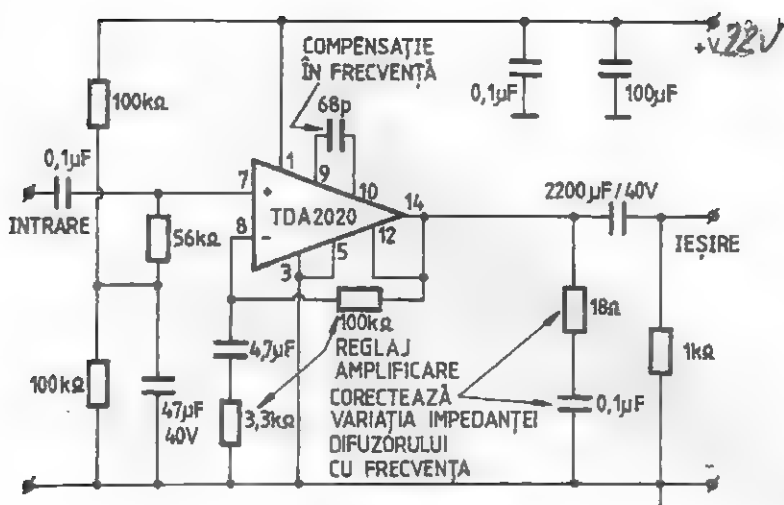 +V 22V
COMPENSAȚIE
ÎN FRECVENȚĂ
0,1µF
100µF
100kΩ
68p
0,1µF
1
9
10
7
+
14
2200µF/40V
INTRARE
TDA2020
8
-
12
5
3
IEȘIRE
56kΩ
100kΩ
18Ω
4,7µF
REGLAJ
AMPLIFICARE
1kΩ
100kΩ
47µF
40V
3,3kΩ
CORECTEAZĂ
VARIAȚIA IMPEDANȚEI
DIFUZORULUI
CU FRECVENȚA
0,1µF
-